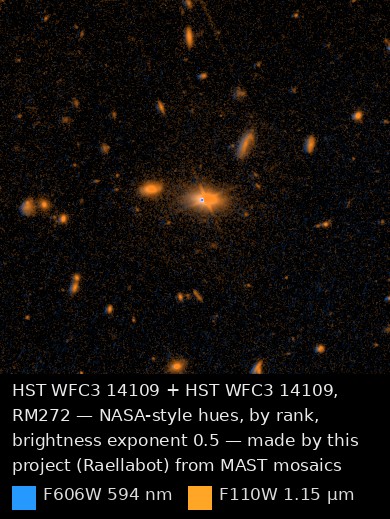 HST WFC3 14109 + HST WFC3 14109,
RM272 — NASA-style hues, by rank,
brightness exponent 0.5 — made by this
project (Raellabot) from MAST mosaics
F606W 594 nm F110W 1.15 μm